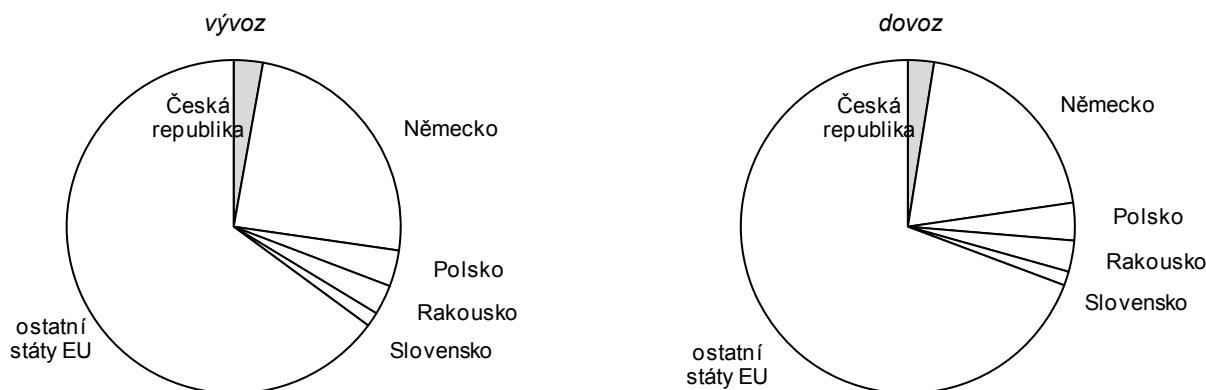 vývoz
Česká
republika
Německo
Polsko
Rakousko
Slovensko
ostatní
státy EU
dovoz
Česká
republika
Německo
Polsko
Rakousko
Slovensko
ostatní
státy EU